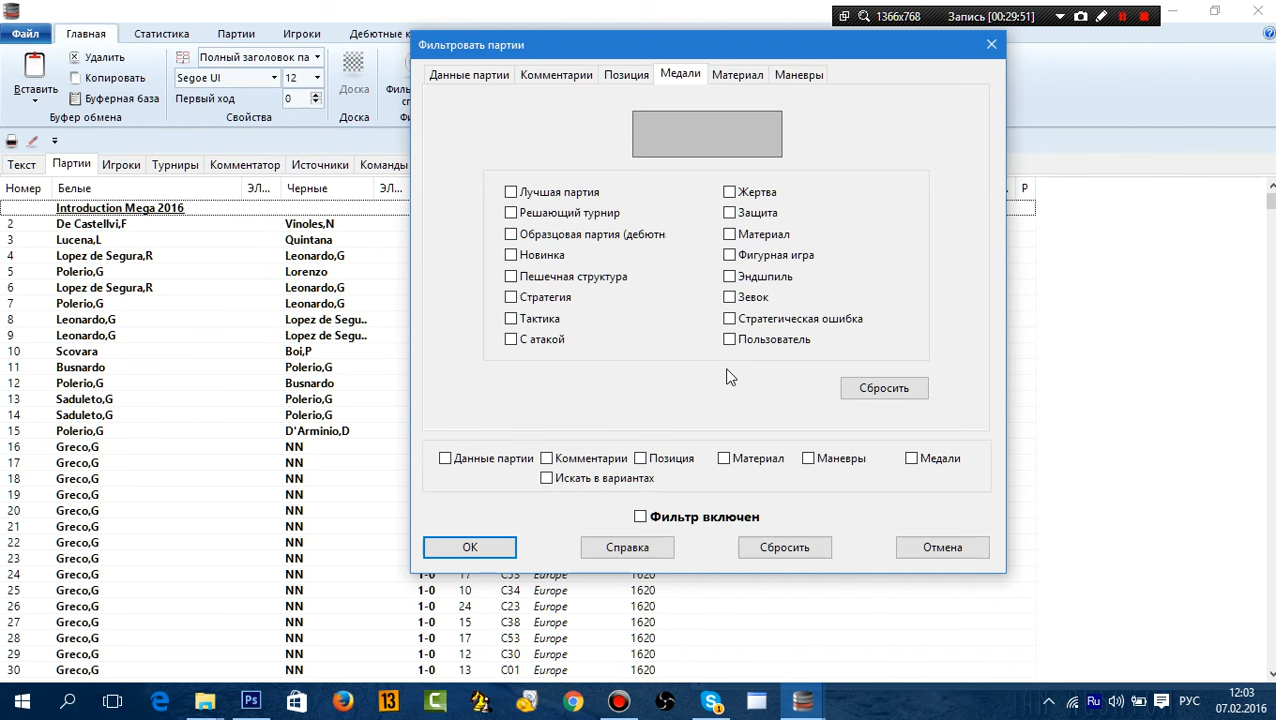 1366x768 Запись [00:29:51]
Файл Главная Статистика Партии Игроки
Фильтровать партии
Вставить
Удалить
Копировать
Буферная база
Буфер обмена
Полный заголовок па
Segoe UI 12
Первый ход 0
Свойства
Доска
Доска
Данные партии Комментарии Позиция Медали Материал Маневры
Текст Партии Игроки Турниры Комментатор Источники Команды
Номер Белые ЭЛ... Черные ЭЛ... Р
Introduction Mega 2016
2 De Castellvi,F Vinoles,N
3 Lucena,L Quintana
4 Lopez de Segura,R Leonardo,G
5 Polerio,G Lorenzo
6 Lopez de Segura,R Leonardo,G
7 Polerio,G Leonardo,G
8 Leonardo,G Lopez de Segu..
9 Leonardo,G Lopez de Segu..
10 Scovara Boi,P
11 Busnardo Polerio,G
12 Polerio,G Busnardo
13 Saduleto,G Polerio,G
14 Saduleto,G Polerio,G
15 Polerio,G D'Arminio,D
16 Greco,G NN
17 Greco,G NN
18 Greco,G NN
19 Greco,G NN
20 Greco,G NN
21 Greco,G NN
22 Greco,G NN
23 Greco,G NN
24 Greco,G NN 1-0 17 C53 Europe 1620
25 Greco,G NN 1-0 10 C34 Europe 1620
26 Greco,G NN 1-0 24 C23 Europe 1620
27 Greco,G NN 1-0 15 C38 Europe 1620
28 Greco,G NN 1-0 17 C53 Europe 1620
29 Greco,G NN 1-0 12 C30 Europe 1620
30 Greco,G NN 1-0 13 C01 Europe 1620
Лучшая партия Жертва
Решающий турнир Защита
Образцовая партия (дебютн Материал
Новинка Фигурная игра
Пешечная структура Эндшпиль
Стратегия Зевок
Тактика Стратегическая ошибка
С атакой Пользователь
Сбросить
Данные партии Комментарии Позиция Материал Маневры Медали
Искать в вариантах
Фильтр включен
ОК Справка Сбросить Отмена
13
1
Ru РУС
12:03
07.02.2016